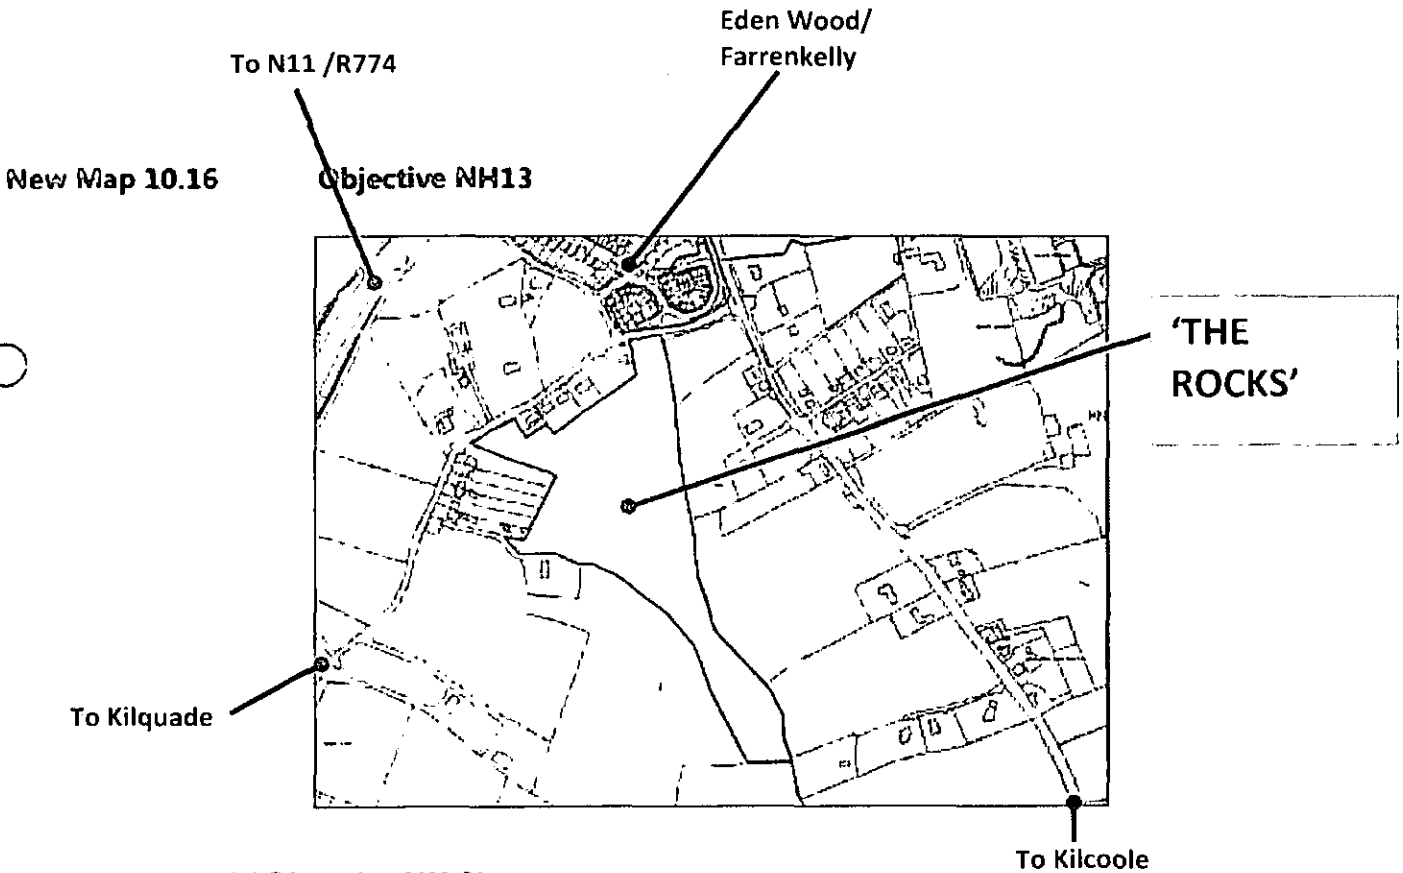 Eden Wood/
Farrenkelly
To N11 /R774
New Map 10.16 Objective NH13
'THE
ROCKS'
To Kilquade
To Kilcoole